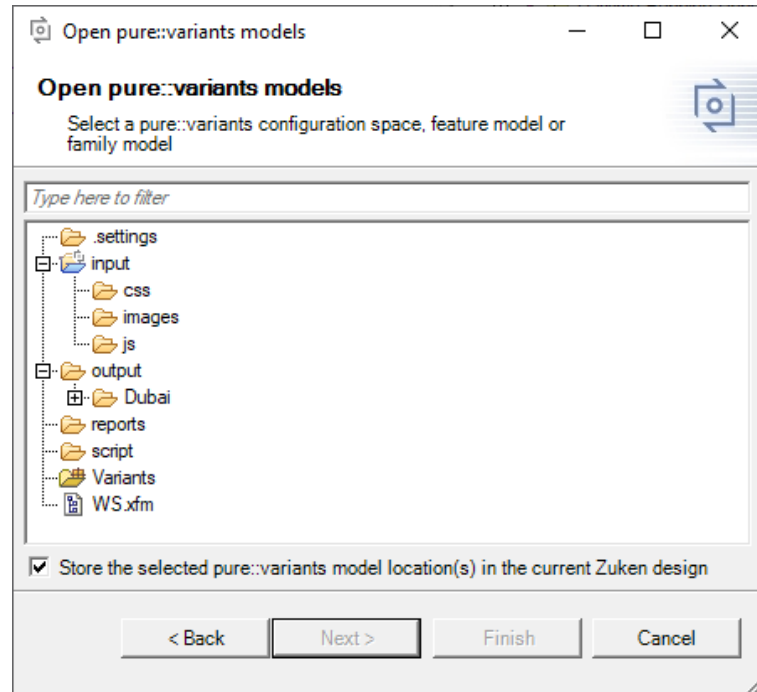 Open pure::variants models
Open pure::variants models
Select a pure::variants configuration space, feature model or
family model
Type here to filter
.settings
input
css
images
js
output
Dubai
reports
script
Variants
WS.xfm
Store the selected pure::variants model location(s) in the current Zuken design
< Back Next > Finish Cancel